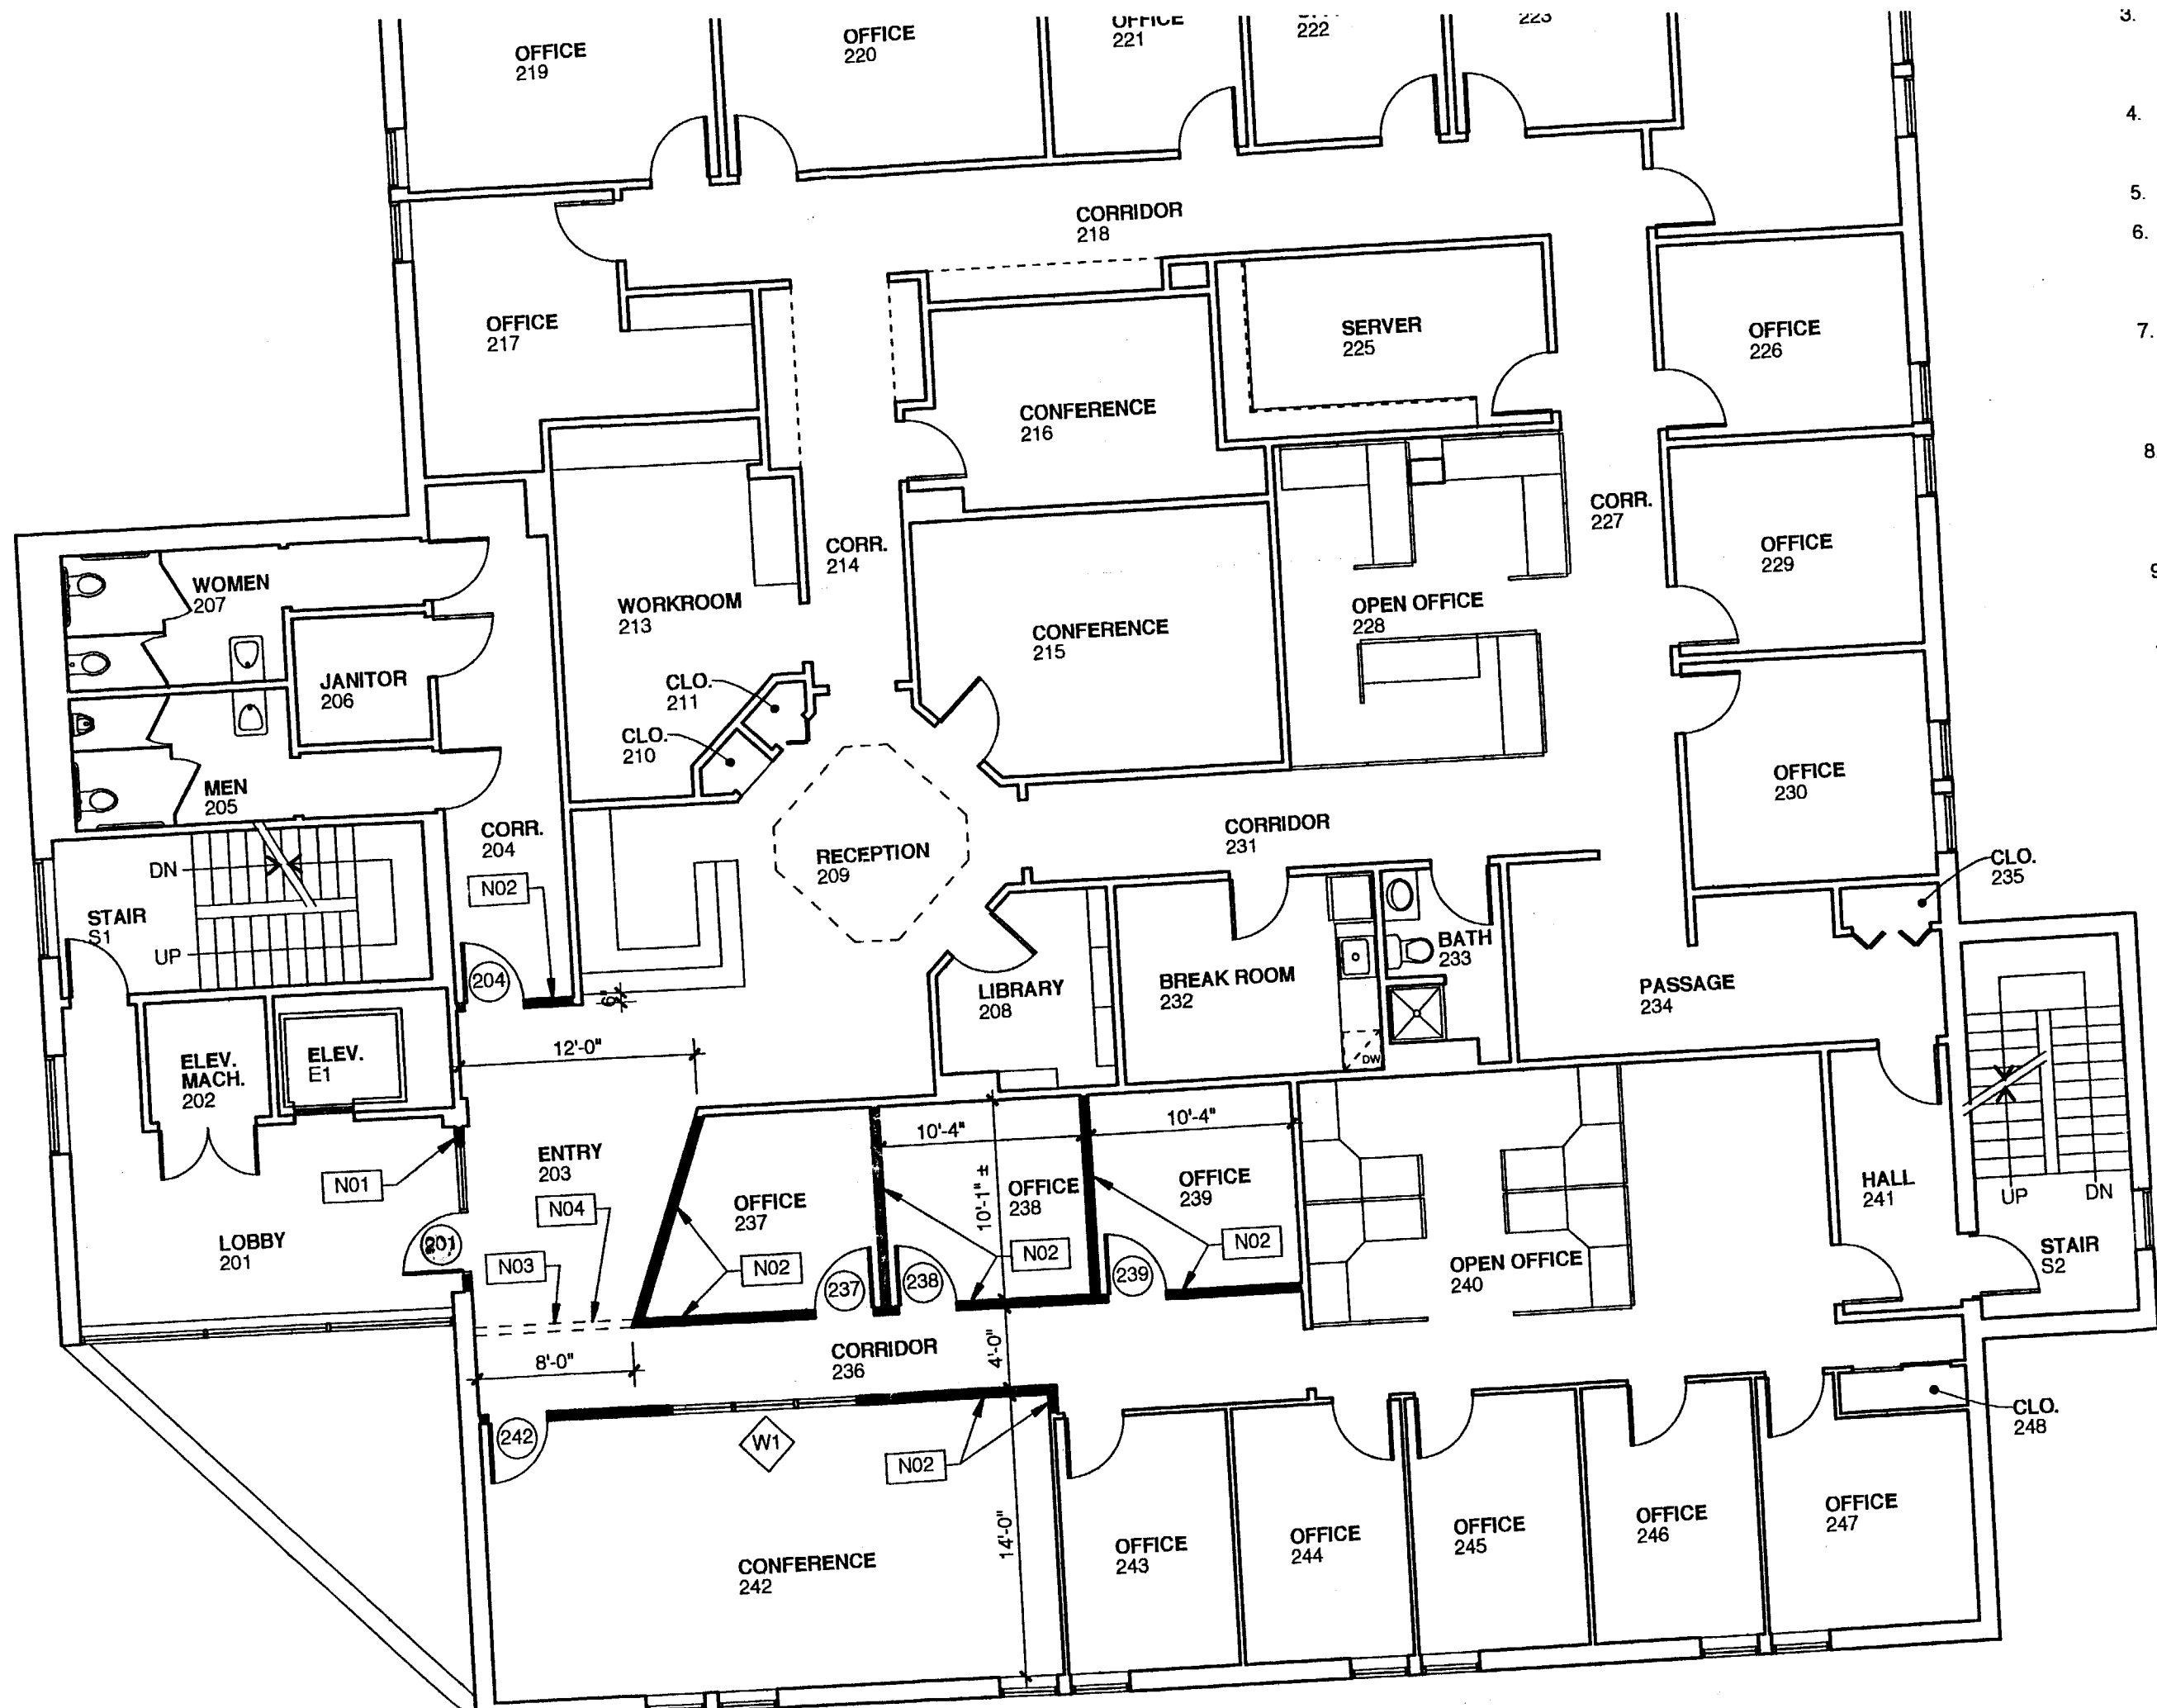 3.
OFFICE
219
OFFICE
220
OFFICE
221
222
223
4.
5.
6.
CORRIDOR
218
OFFICE
217
SERVER
225
OFFICE
226
7.
CONFERENCE
216
8.
CORR.
227
OFFICE
229
9
CORR.
214
WOMEN
207
WORKROOM
213
OPEN OFFICE
228
CONFERENCE
215
JANITOR
206
CLO.
211
CLO.
210
MEN
205
OFFICE
230
CORR.
204
RECEPTION
209
CORRIDOR
231
CLO.
235
DN
N02
STAIR
S1
UP
204
6"
BATH
233
LIBRARY
208
BREAK ROOM
232
PASSAGE
234
DW
12'-0"
ELEV.
MACH.
202
ELEV.
E1
10'-4"
10'-4"
ENTRY
203
N01
N04
OFFICE
237
10'-1" ±
OFFICE
238
OFFICE
239
HALL
241
UP
DN
LOBBY
201
201
N03
N02
N02
N02
237
238
239
OPEN OFFICE
240
STAIR
S2
8'-0"
CORRIDOR
236
4'-0"
242
W1
N02
CLO.
248
14'-0"
CONFERENCE
242
OFFICE
243
OFFICE
244
OFFICE
245
OFFICE
246
OFFICE
247